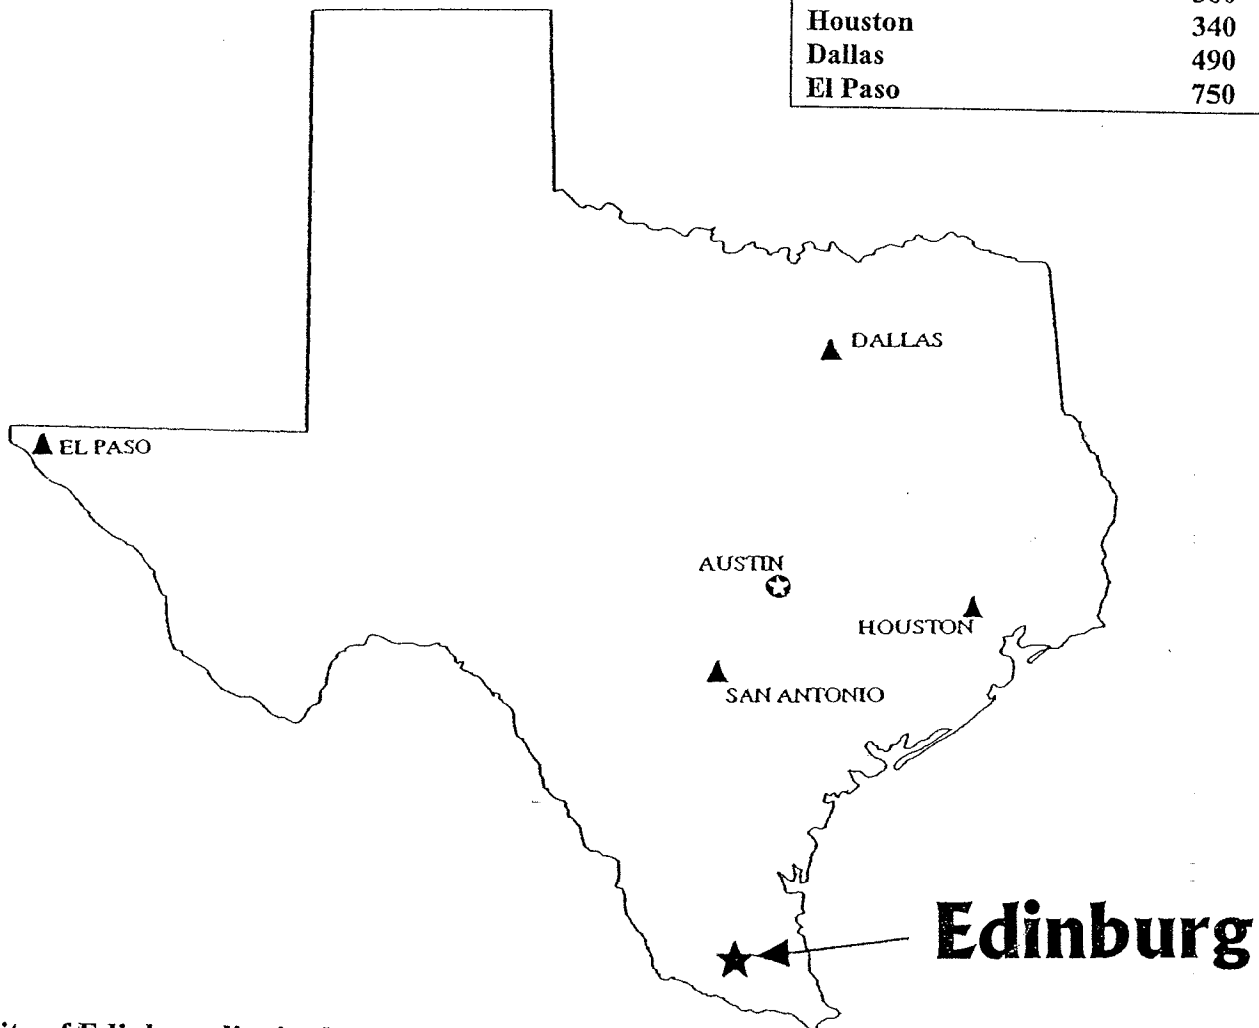 Houston 340
Dallas 490
El Paso 750
DALLAS
EL PASO
AUSTIN
HOUSTON
SAN ANTONIO
Edinburg